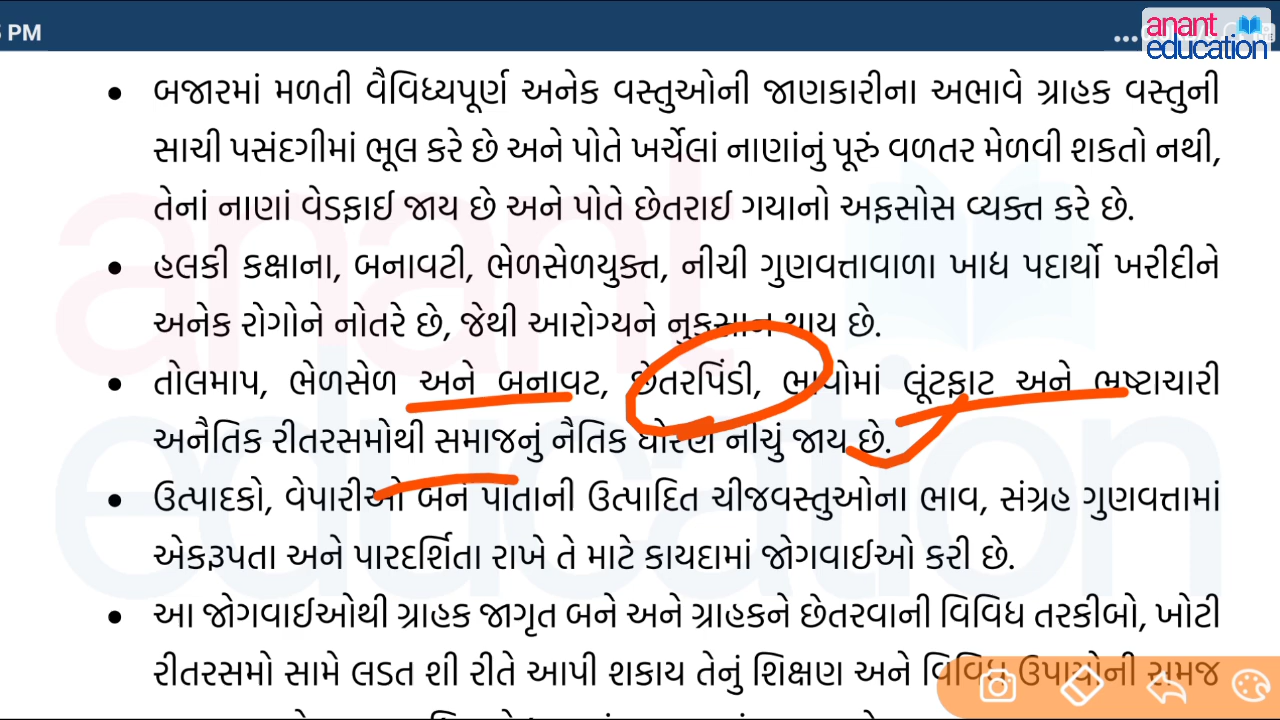 5 PM
anant
education
બજારમાં મળતી વૈવિધ્યપૂર્ણ અનેક વસ્તુઓની જાણકારીના અભાવે ગ્રાહક વસ્તુની
સાચી પસંદગીમાં ભૂલ કરે છે અને પોતે ખર્ચેલાં નાણાંનું પૂરું વળતર મેળવી શકતો નથી,
તેનાં નાણાં વેડફાઈ જાય છે અને પોતે છેતરાઈ ગયાનો અફસોસ વ્યક્ત કરે છે.
હલકી કક્ષાના, બનાવટી, ભેળસેળયુક્ત, નીચી ગુણવત્તાવાળા ખાદ્ય પદાર્થો ખરીદીને
અનેક રોગોને નોતરે છે, જેથી આરોગ્યને નુકસાન થાય છે.
તોલમાપ, ભેળસેળ અને બનાવટ, છેતરપિંડી, ભાવોમાં લૂંટફાટ અને ભ્રષ્ટાચારી
અનૈતિક રીતરસમોથી સમાજનું નૈતિક ધોરણ નીચું જાય છે.
ઉત્પાદકો, વેપારીઓ બને પોતાની ઉત્પાદિત ચીજવસ્તુઓના ભાવ, સંગ્રહ ગુણવત્તામાં
એકરૂપતા અને પારદર્શિતા રાખે તે માટે કાયદામાં જોગવાઈઓ કરી છે.
આ જોગવાઈઓથી ગ્રાહક જાગૃત બને અને ગ્રાહકને છેતરવાની વિવિધ તરકીબો, ખોટી
રીતરસમો સામે લડત શી રીતે આપી શકાય તેનું શિક્ષણ અને વિવિધ ઉપાયોની સમજ